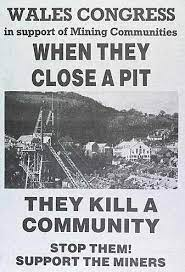 WALES CONGRESS
in support of Mining Communities
WHEN THEY
CLOSE A PIT
THEY KILL A
COMMUNITY
STOP THEM!
SUPPORT THE MINERS